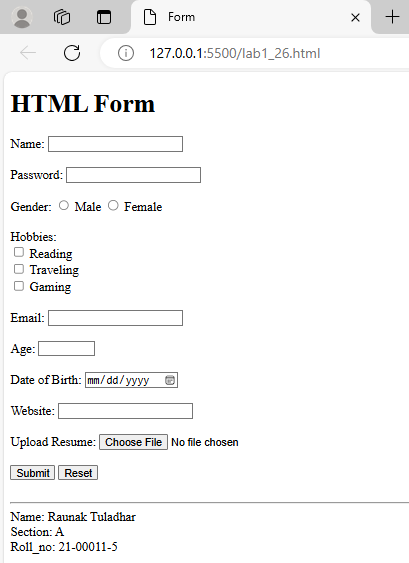 Form
127.0.0.1:5500/lab1_26.html
HTML Form
Name:
Password:
Gender: Male Female
Hobbies:
Reading
Traveling
Gaming
Email:
Age:
Date of Birth: mm/dd/yyyy
Website:
Upload Resume: Choose File No file chosen
Submit Reset
Name: Raunak Tuladhar
Section: A
Roll_no: 21-00011-5